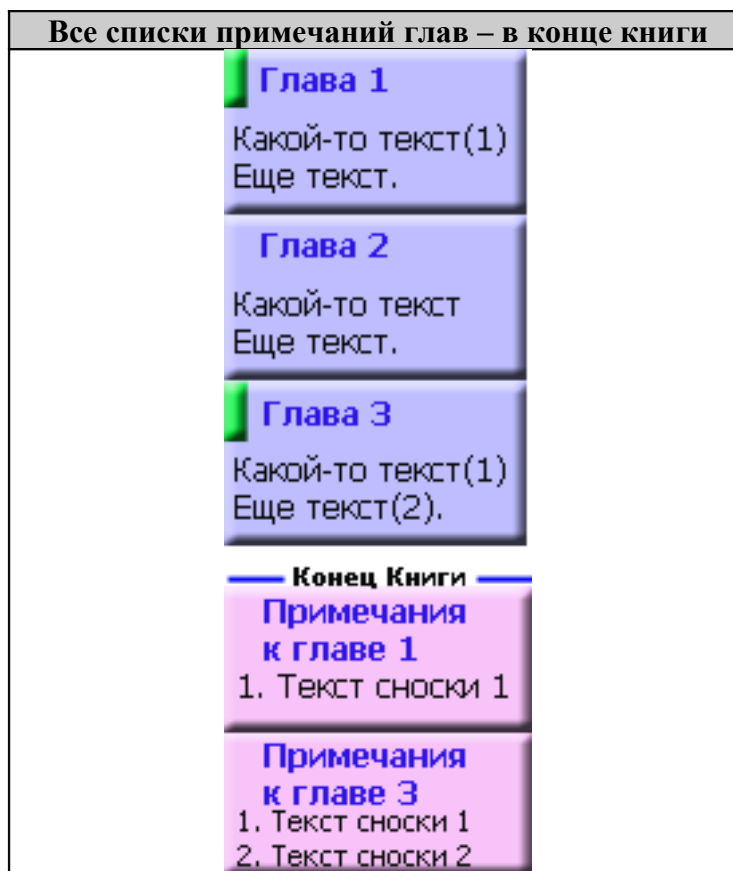 Все списки примечаний глав – в конце книги
Глава 1
Какой-то текст(1)
Еще текст.
Глава 2
Какой-то текст
Еще текст.
Глава 3
Какой-то текст(1)
Еще текст(2).
Конец Книги
Примечания
к главе 1
1. Текст сноски 1
Примечания
к главе 3
1. Текст сноски 1
2. Текст сноски 2